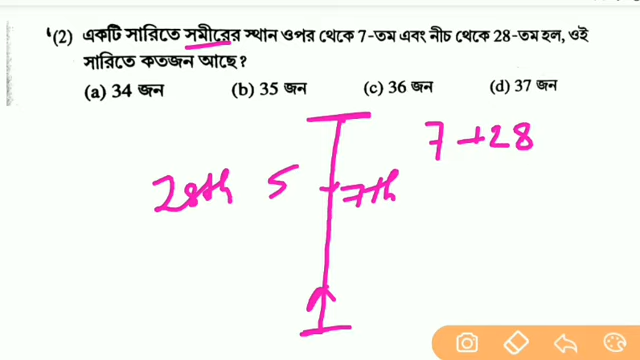 (2) একটি সারিতে সমীরের স্থান ওপর থেকে 7-তম এবং নীচ থেকে 28-তম হল, ওই
সারিতে কতজন আছে?
(a) 34 জন (b) 35 জন (c) 36 জন (d) 37 জন
7+28
28th S 7th